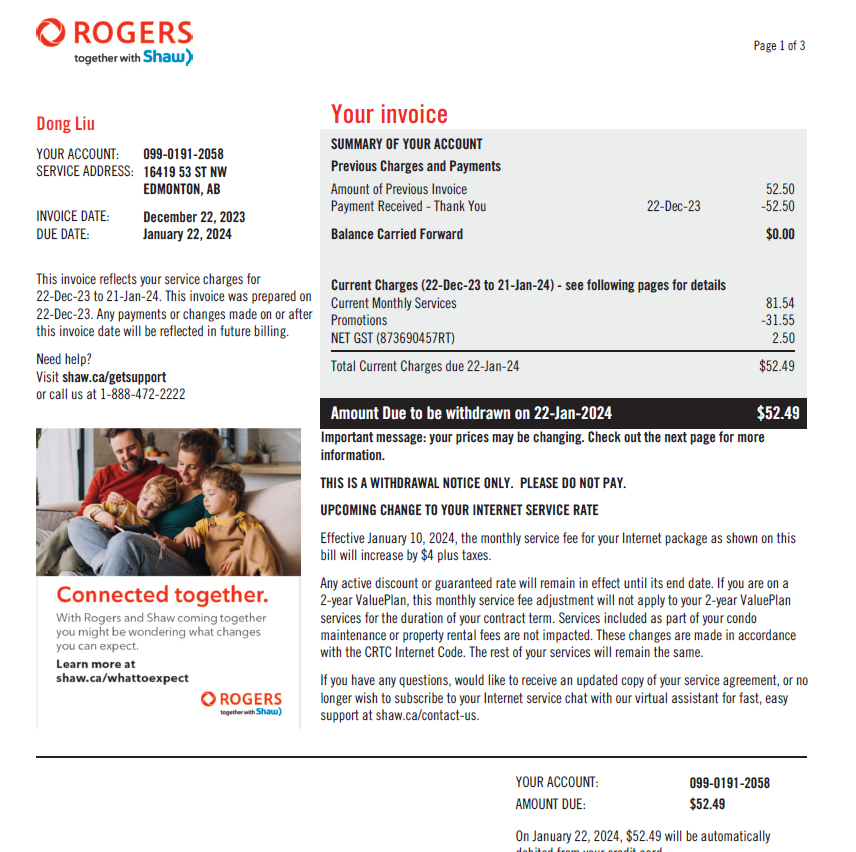 ROGERS
together with Shaw)
Page 1 of 3
Dong Liu
YOUR ACCOUNT: 099-0191-2058
SERVICE ADDRESS: 16419 53 ST NW
EDMONTON, AB
INVOICE DATE: December 22, 2023
DUE DATE: January 22, 2024
This invoice reflects your service charges for
22-Dec-23 to 21-Jan-24. This invoice was prepared on
22-Dec-23. Any payments or changes made on or after
this invoice date will be reflected in future billing.
Need help?
Visit shaw.ca/getsupport
or call us at 1-888-472-2222
Connected together.
With Rogers and Shaw coming together
you might be wondering what changes
you can expect.
Learn more at
shaw.ca/whattoexpect
ROGERS
together with Shaw)
Your invoice
SUMMARY OF YOUR ACCOUNT
Previous Charges and Payments
Amount of Previous Invoice 52.50
Payment Received - Thank You 22-Dec-23 -52.50
Balance Carried Forward $0.00
Current Charges (22-Dec-23 to 21-Jan-24) - see following pages for details
Current Monthly Services 81.54
Promotions -31.55
NET GST (873690457RT) 2.50
Total Current Charges due 22-Jan-24 $52.49
Amount Due to be withdrawn on 22-Jan-2024 $52.49
Important message: your prices may be changing. Check out the next page for more
information.
THIS IS A WITHDRAWAL NOTICE ONLY. PLEASE DO NOT PAY.
UPCOMING CHANGE TO YOUR INTERNET SERVICE RATE
Effective January 10, 2024, the monthly service fee for your Internet package as shown on this
bill will increase by $4 plus taxes.
Any active discount or guaranteed rate will remain in effect until its end date. If you are on a
2-year ValuePlan, this monthly service fee adjustment will not apply to your 2-year ValuePlan
services for the duration of your contract term. Services included as part of your condo
maintenance or property rental fees are not impacted. These changes are made in accordance
with the CRTC Internet Code. The rest of your services will remain the same.
If you have any questions, would like to receive an updated copy of your service agreement, or no
longer wish to subscribe to your Internet service chat with our virtual assistant for fast, easy
support at shaw.ca/contact-us.
YOUR ACCOUNT: 099-0191-2058
AMOUNT DUE: $52.49
On January 22, 2024, $52.49 will be automatically
debited from your credit card